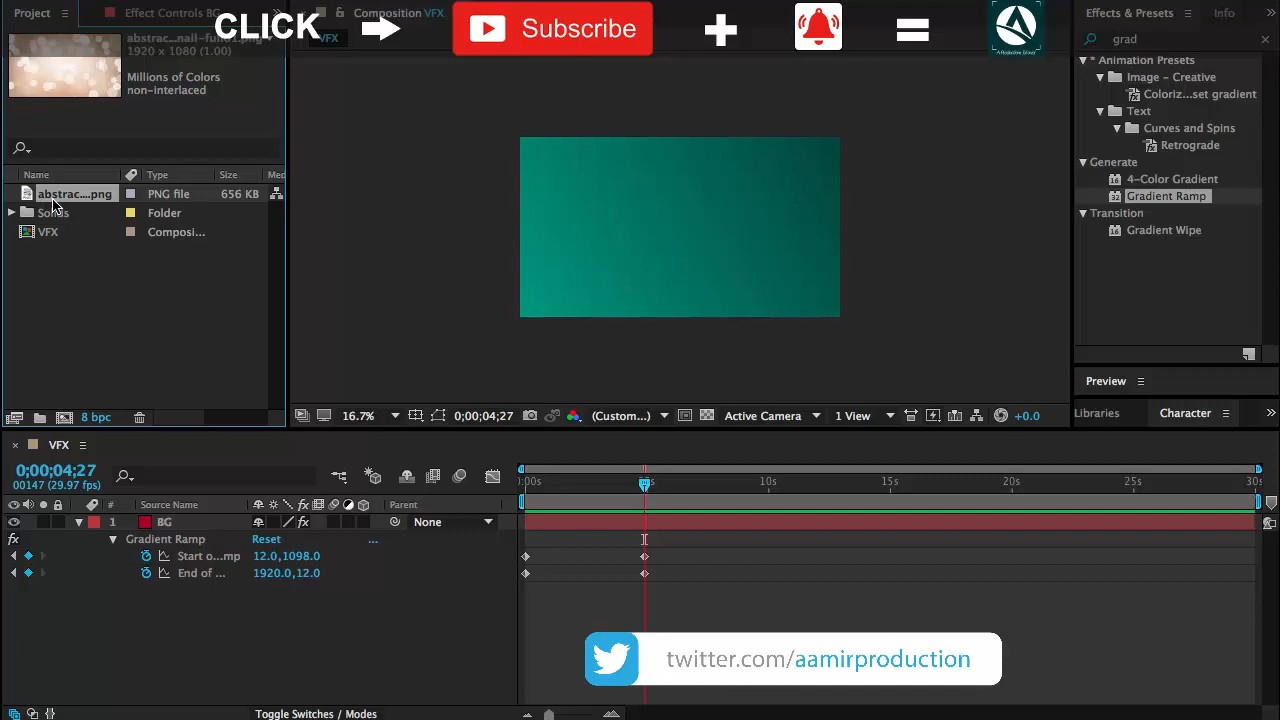 Project
Effect Controls BG
Composition VFX
Effects & Presets
Info
CLICK
Subscribe
1920 x 1080 (1.00)
VFX
grad
Millions of Colors
non-interlaced
* Animation Presets
Image - Creative
Coloriz...set gradient
Text
Curves and Spins
Retrograde
Generate
4-Color Gradient
Gradient Ramp
Transition
Gradient Wipe
Name
Type
Size
Med
abstrac....png
PNG file
656 KB
Solids
Folder
VFX
Composi...
8 bpc
16.7%
0;00;04;27
(Custom...)
Active Camera
1 View
+0.0
Preview
Libraries
Character
VFX
0;00;04;27
00147 (29.97 fps)
0:00s
5s
10s
15s
20s
25s
30s
#
Source Name
Parent
1
BG
None
Gradient Ramp
Reset
...
Start o...mp
12.0,1098.0
End of ...
1920.0,12.0
twitter.com/aamirproduction
Toggle Switches / Modes